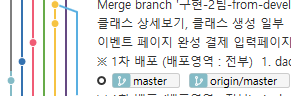 Merge branch '구현-2팀-from-devel
클래스 상세보기, 클래스 생성 일부
이벤트 페이지 완성 결제 입력페이지
※ 1차 배포 (배포영역 : 전부) 1. dao
master origin/master